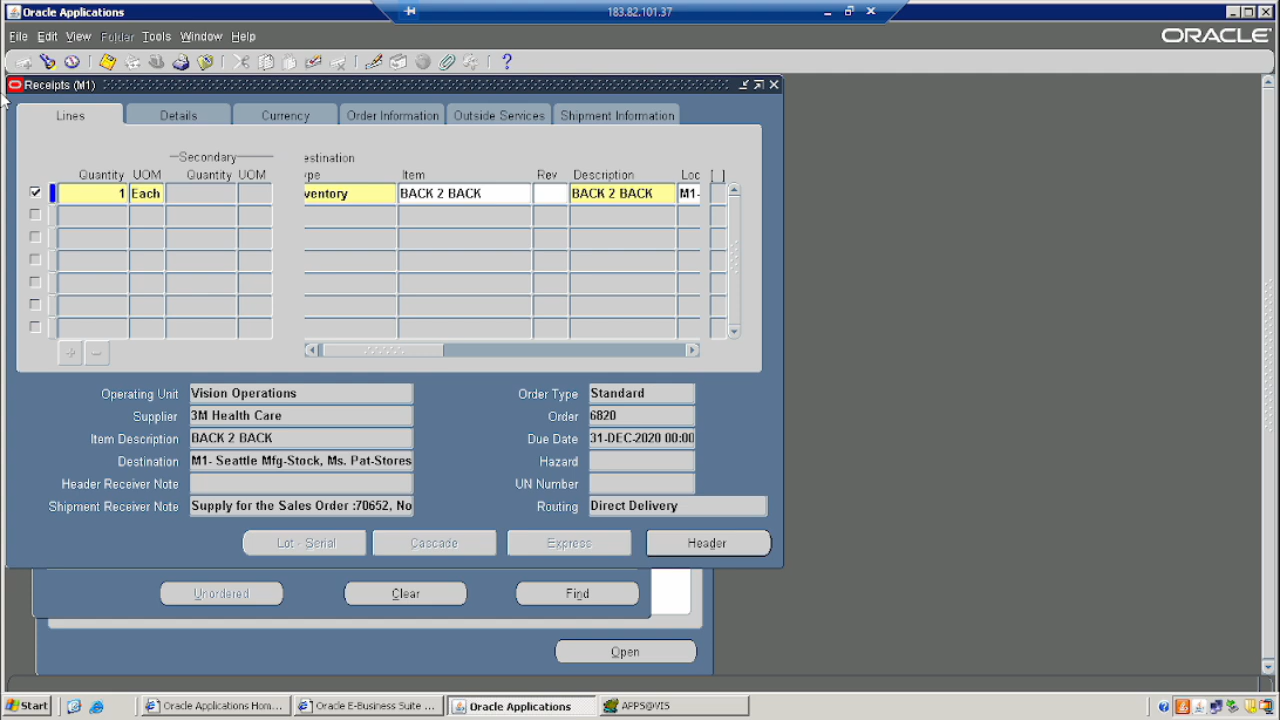 Oracle Applications
183.82.101.37
File Edit View Folder Tools Window Help
ORACLE
Receipts (M1)
Lines Details Currency Order Information Outside Services Shipment Information
Secondary estination
Quantity UOM Quantity UOM ype Item Rev Description Loc [ ]
1 Each ventory BACK 2 BACK BACK 2 BACK M1-
Operating Unit Vision Operations Order Type Standard
Supplier 3M Health Care Order 6820
Item Description BACK 2 BACK Due Date 31-DEC-2020 00:00
Destination M1- Seattle Mfg-Stock, Ms. Pat-Stores Hazard
Header Receiver Note UN Number
Shipment Receiver Note Supply for the Sales Order :70652, No Routing Direct Delivery
Lot - Serial Cascade Express Header
Unordered Clear Find
Open
Start Oracle Applications Hom... Oracle E-Business Suite ... Oracle Applications APPS@VIS